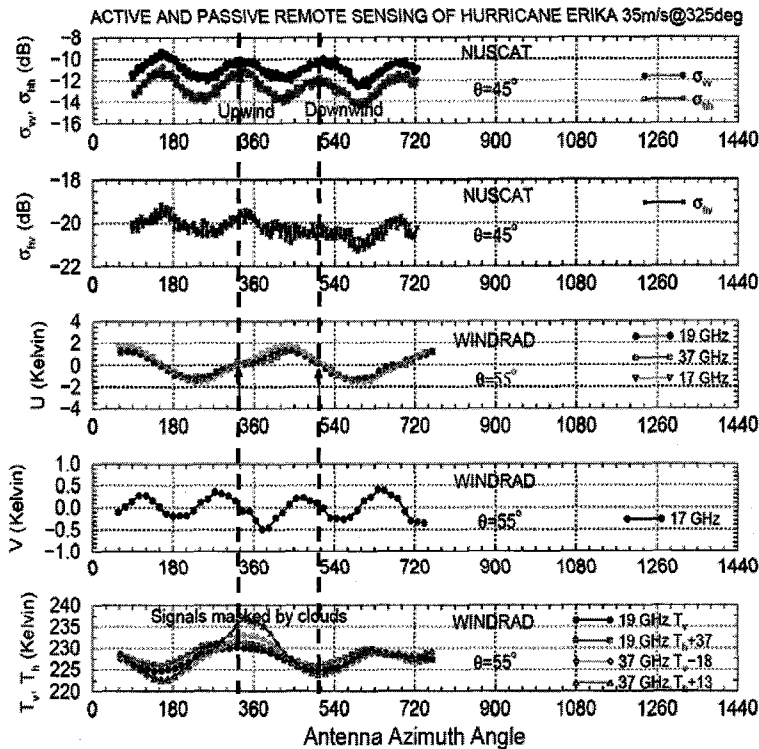 ACTIVE AND PASSIVE REMOTE SENSING OF HURRICANE ERIKA 35m/s@325deg
σvv, σhh (dB)
−8
−10
−12
−14
−16
NUSCAT
θ=45°
σvv
σhh
Upwind
Downwind
0 180 360 540 720 900 1080 1260 1440
σhv (dB)
−18
−20
−22
NUSCAT
θ=45°
σhv
0 180 360 540 720 900 1080 1260 1440
U (Kelvin)
4
2
0
−2
−4
WINDRAD
θ=55°
19 GHz
37 GHz
17 GHz
0 180 360 540 720 900 1080 1260 1440
V (Kelvin)
1.0
0.5
0.0
−0.5
−1.0
WINDRAD
θ=55°
17 GHz
0 180 360 540 720 900 1080 1260 1440
Tv, Th (Kelvin)
240
235
230
225
220
Signals masked by clouds
WINDRAD
θ=55°
19 GHz Tv
19 GHz Th+37
37 GHz Tv−18
37 GHz Th+13
0 180 360 540 720 900 1080 1260 1440
Antenna Azimuth Angle